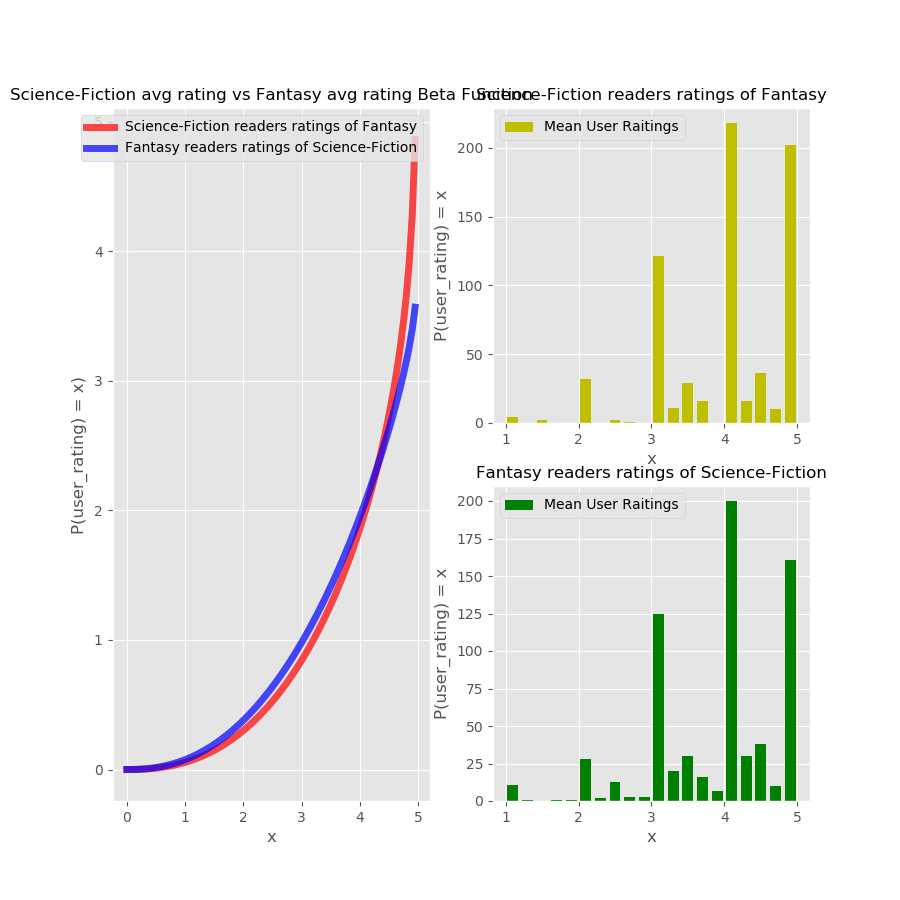 Science-Fiction avg rating vs Fantasy avg rating Beta Function
Science-Fiction readers ratings of Fantasy
Fantasy readers ratings of Science-Fiction
P(user_rating) = x)
5
4
3
2
1
0
0 1 2 3 4 5
x
Science-Fiction readers ratings of Fantasy
Mean User Raitings
P(user_rating) = x
200
150
100
50
0
1 2 3 4 5
x
Fantasy readers ratings of Science-Fiction
Mean User Raitings
P(user_rating) = x
200
175
150
125
100
75
50
25
0
1 2 3 4 5
x